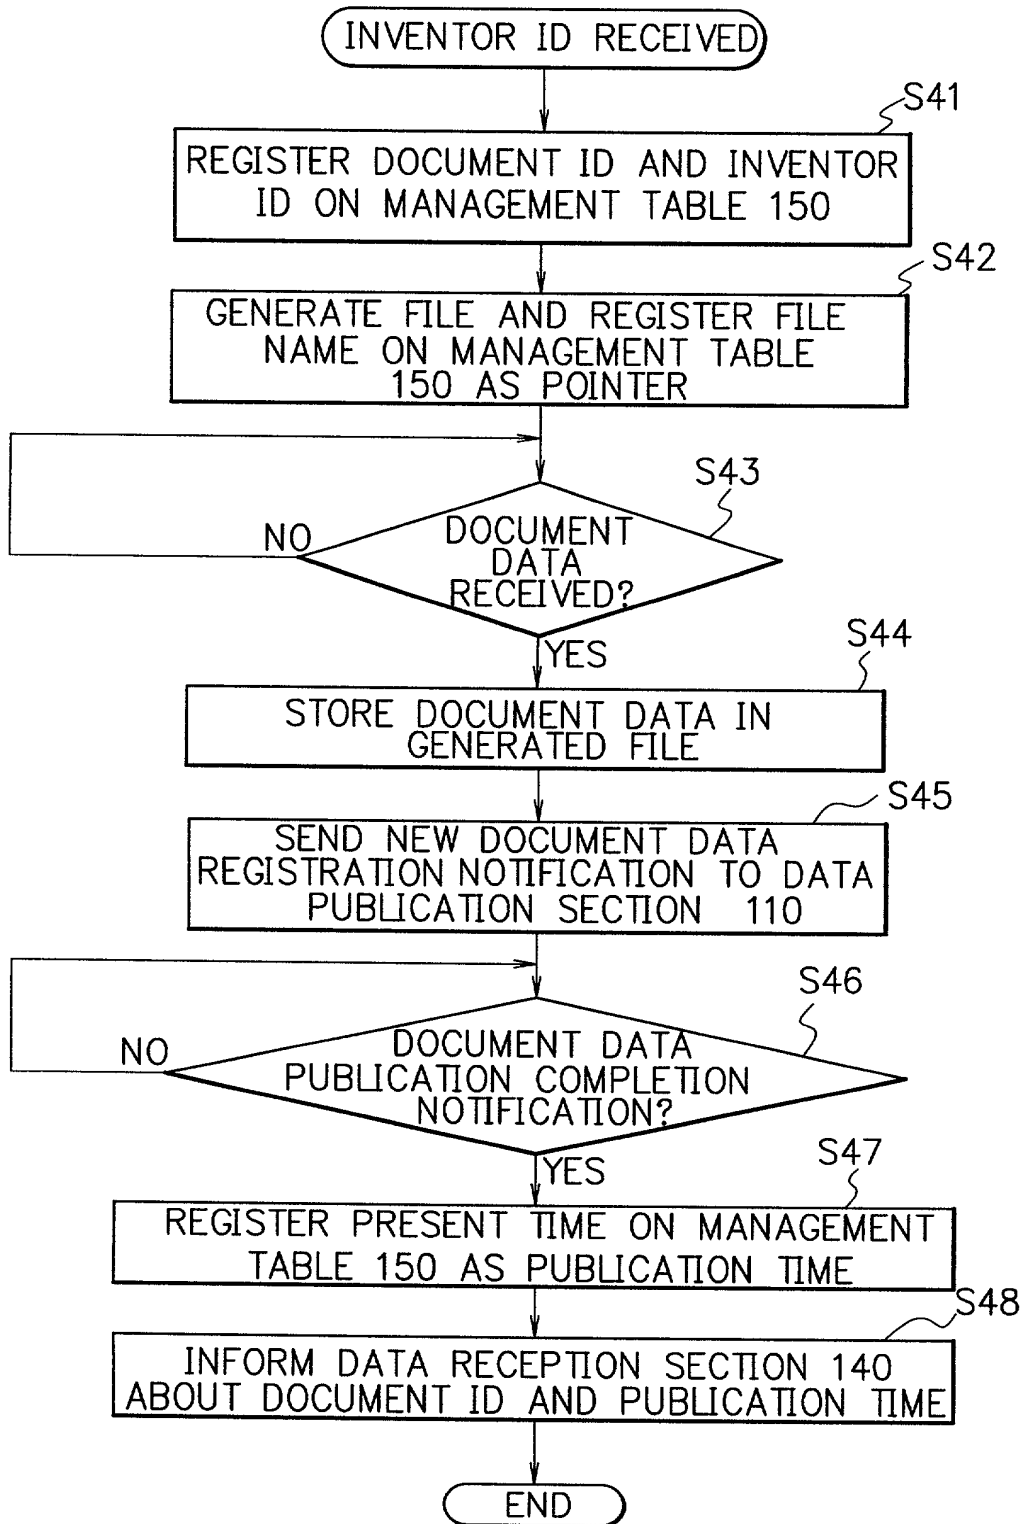 INVENTOR ID RECEIVED
S41
REGISTER DOCUMENT ID AND INVENTOR
ID ON MANAGEMENT TABLE 150
S42
GENERATE FILE AND REGISTER FILE
NAME ON MANAGEMENT TABLE
150 AS POINTER
S43
NO
DOCUMENT
DATA
RECEIVED?
YES
S44
STORE DOCUMENT DATA IN
GENERATED FILE
S45
SEND NEW DOCUMENT DATA
REGISTRATION NOTIFICATION TO DATA
PUBLICATION SECTION 110
S46
NO
DOCUMENT DATA
PUBLICATION COMPLETION
NOTIFICATION?
YES
S47
REGISTER PRESENT TIME ON MANAGEMENT
TABLE 150 AS PUBLICATION TIME
S48
INFORM DATA RECEPTION SECTION 140
ABOUT DOCUMENT ID AND PUBLICATION TIME
END